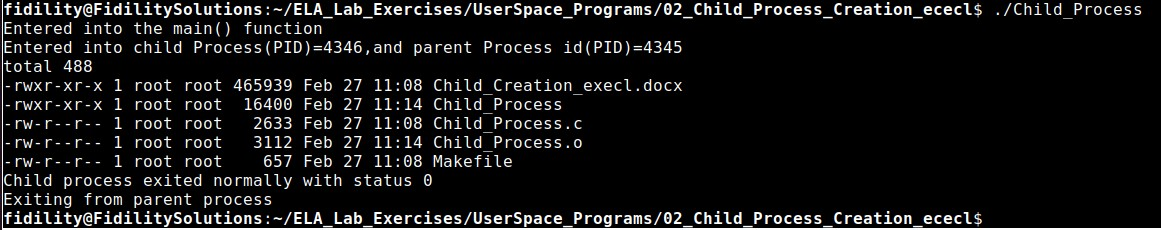 fidility@FidilitySolutions:~/ELA_Lab_Exercises/UserSpace_Programs/02_Child_Process_Creation_ececl$ ./Child_Process
Entered into the main() function
Entered into child Process(PID)=4346,and parent Process id(PID)=4345
total 488
-rwxr-xr-x 1 root root 465939 Feb 27 11:08 Child_Creation_execl.docx
-rwxr-xr-x 1 root root  16400 Feb 27 11:14 Child_Process
-rw-r--r-- 1 root root   2633 Feb 27 11:08 Child_Process.c
-rw-r--r-- 1 root root   3112 Feb 27 11:14 Child_Process.o
-rw-r--r-- 1 root root    657 Feb 27 11:08 Makefile
Child process exited normally with status 0
Exiting from parent process
fidility@FidilitySolutions:~/ELA_Lab_Exercises/UserSpace_Programs/02_Child_Process_Creation_ececl$